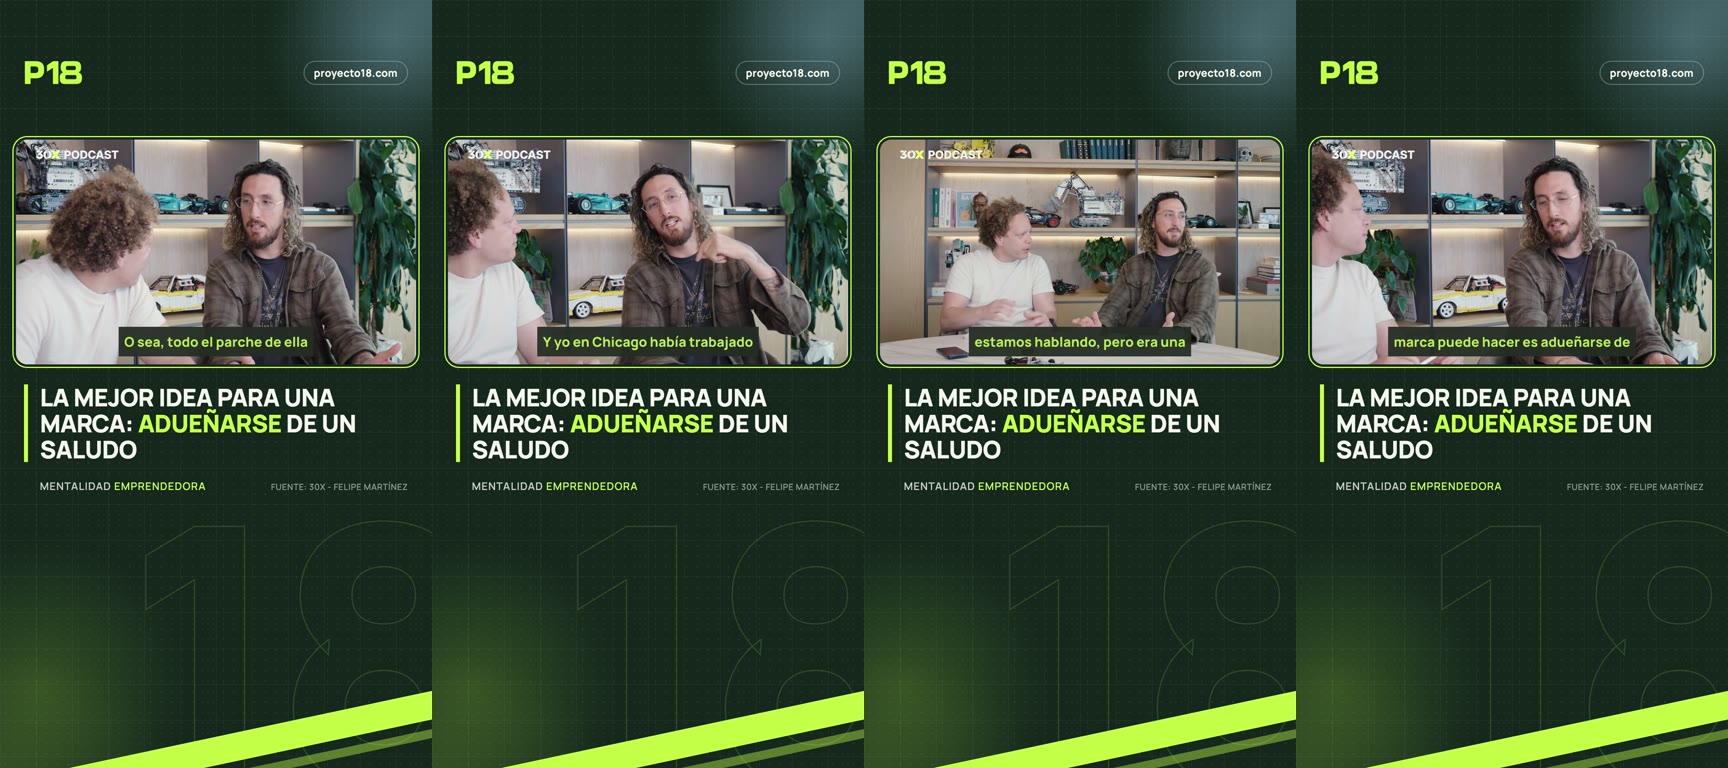 P18
proyecto18.com
30X PODCAST
O sea, todo el parche de ella
LA MEJOR IDEA PARA UNA
MARCA: ADUEÑARSE DE UN
SALUDO
MENTALIDAD EMPRENDEDORA
FUENTE: 30X - FELIPE MARTÍNEZ
18
P18
proyecto18.com
30X PODCAST
Y yo en Chicago había trabajado
LA MEJOR IDEA PARA UNA
MARCA: ADUEÑARSE DE UN
SALUDO
MENTALIDAD EMPRENDEDORA
FUENTE: 30X - FELIPE MARTÍNEZ
18
P18
proyecto18.com
30X PODCAST
estamos hablando, pero era una
LA MEJOR IDEA PARA UNA
MARCA: ADUEÑARSE DE UN
SALUDO
MENTALIDAD EMPRENDEDORA
FUENTE: 30X - FELIPE MARTÍNEZ
18
P18
proyecto18.com
30X PODCAST
marca puede hacer es adueñarse de
LA MEJOR IDEA PARA UNA
MARCA: ADUEÑARSE DE UN
SALUDO
MENTALIDAD EMPRENDEDORA
FUENTE: 30X - FELIPE MARTÍNEZ
18